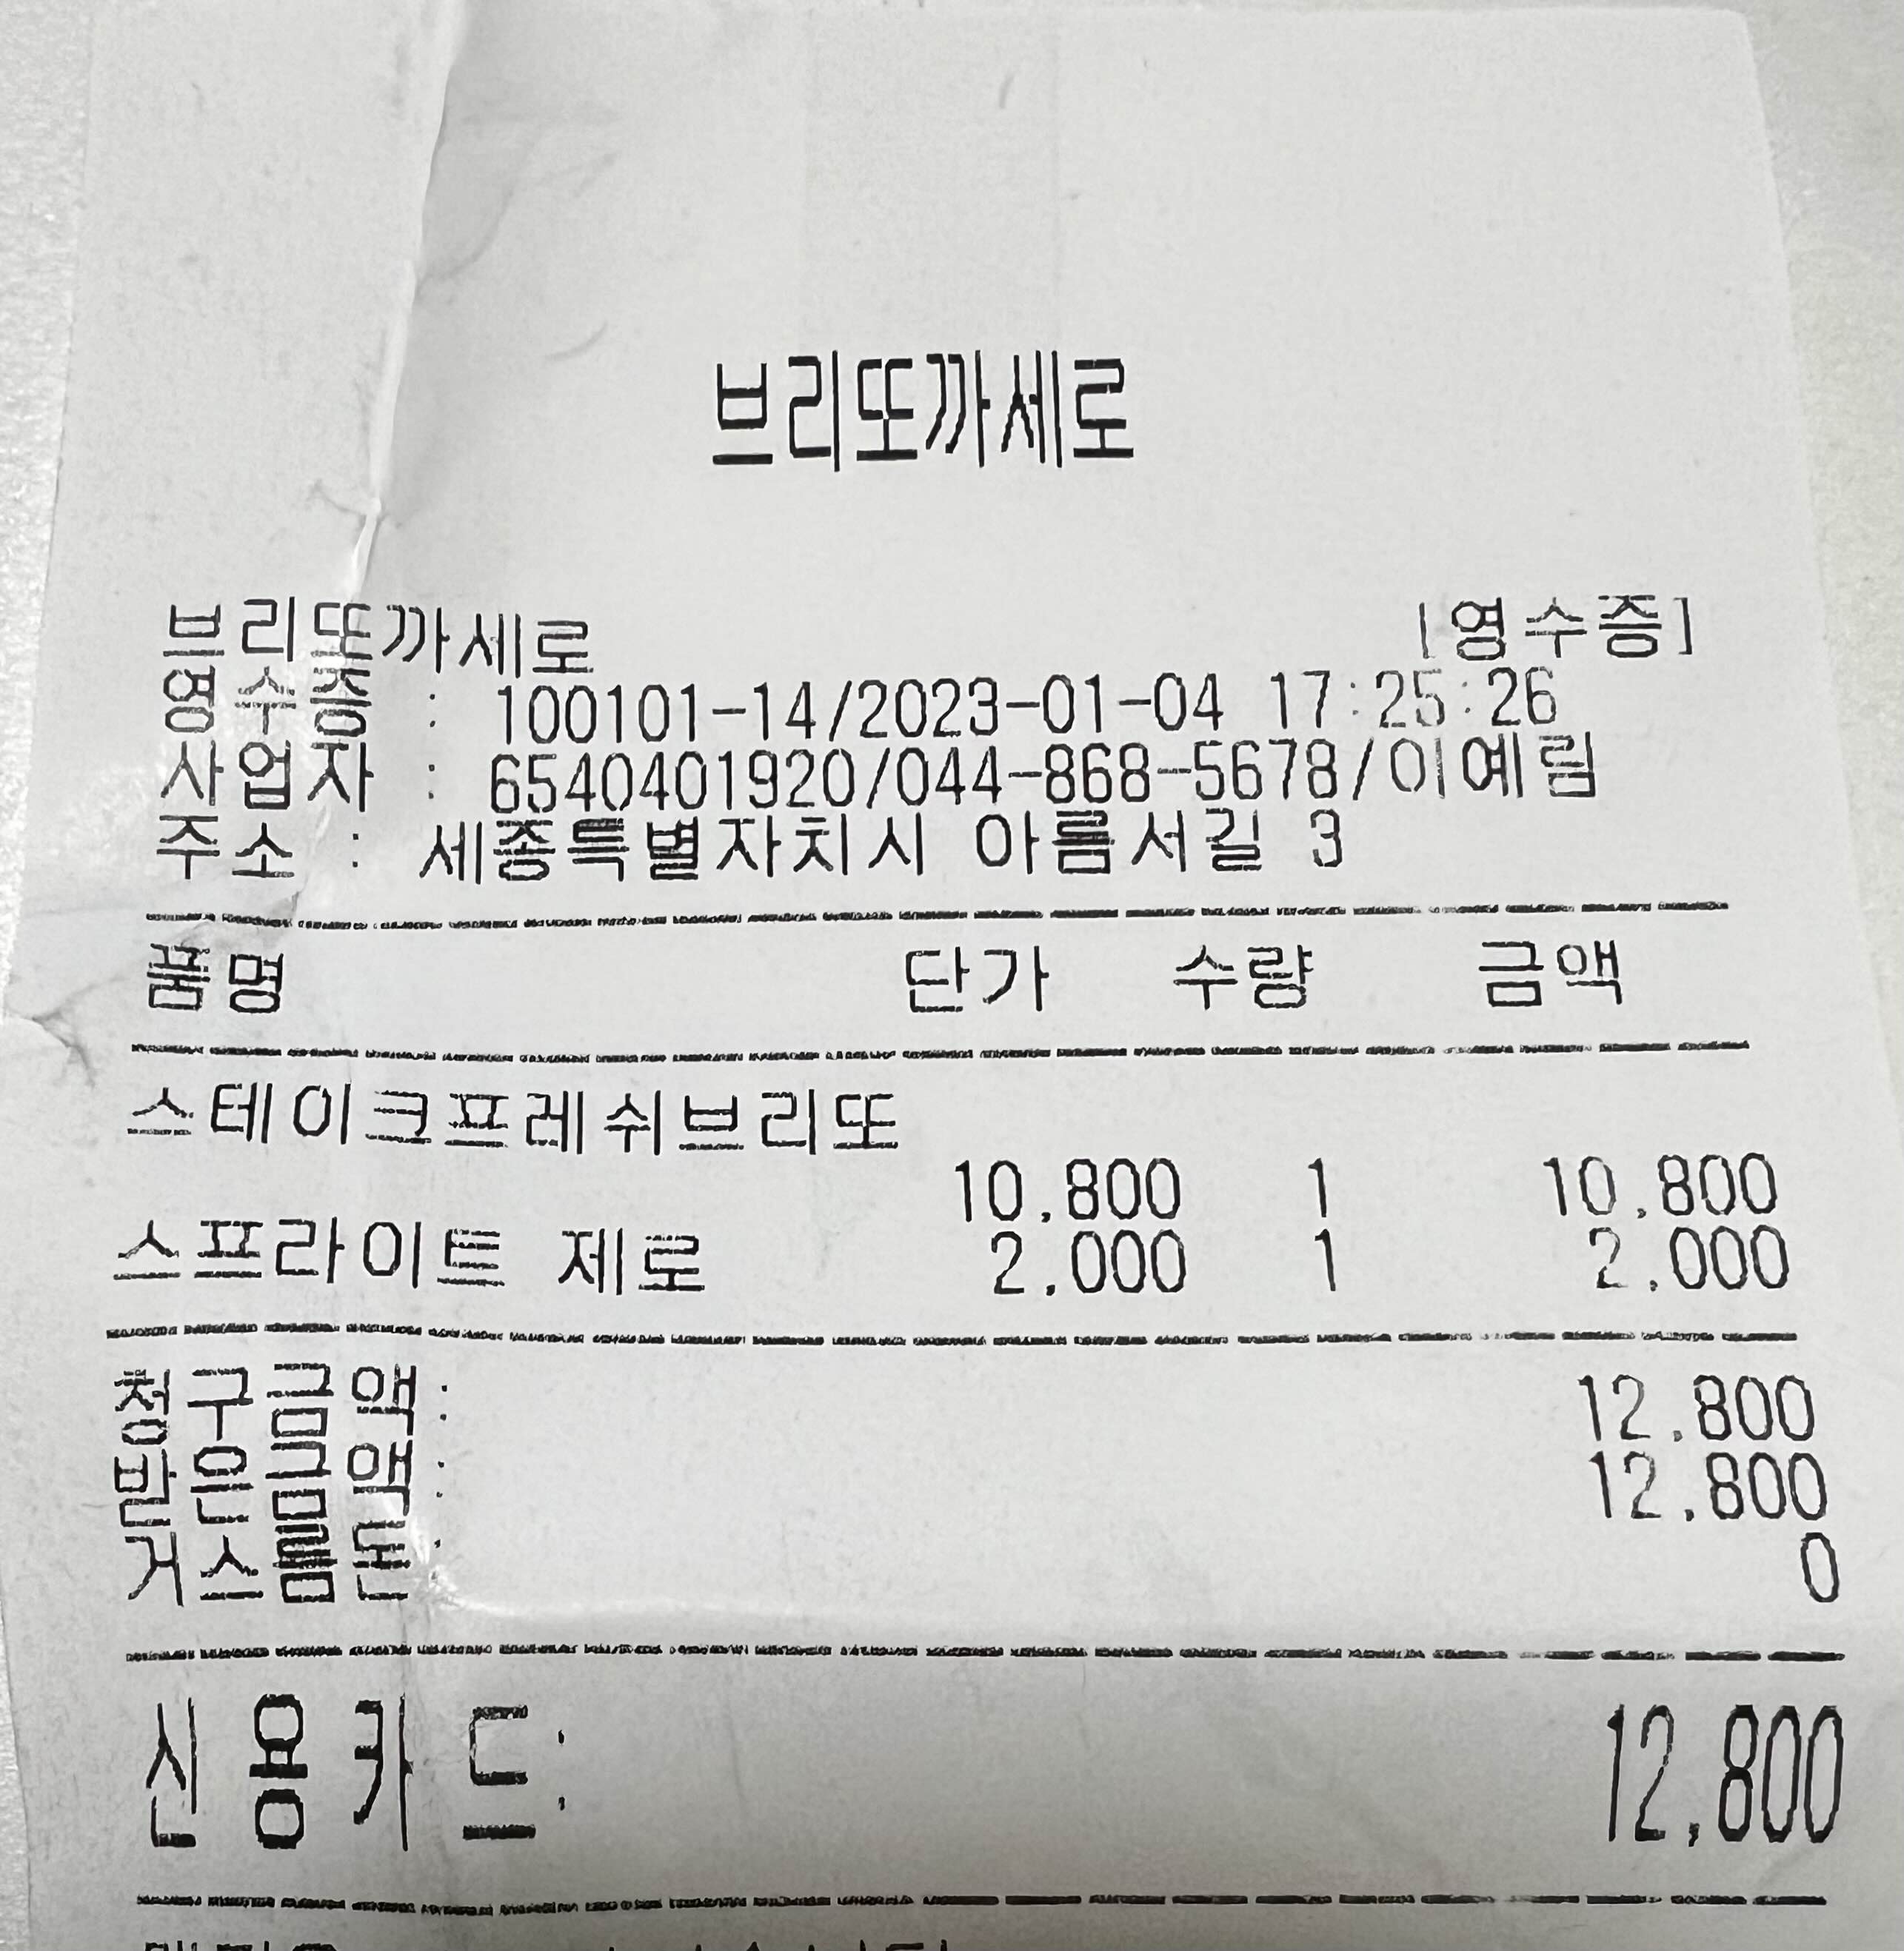 브리또까세로
브리또까세로 [영수증]
영수증 : 100101-14/2023-01-04 17:25:26
사업자 : 6540401920/044-868-5678/이예림
주소 : 세종특별자치시 아름서길 3
품명 단가 수량 금액
스테이크프레쉬브리또
10,800 1 10,800
스프라이트 제로 2,000 1 2,000
청구금액: 12,800
받은금액: 12,800
거스름돈: 0
신용카드: 12,800